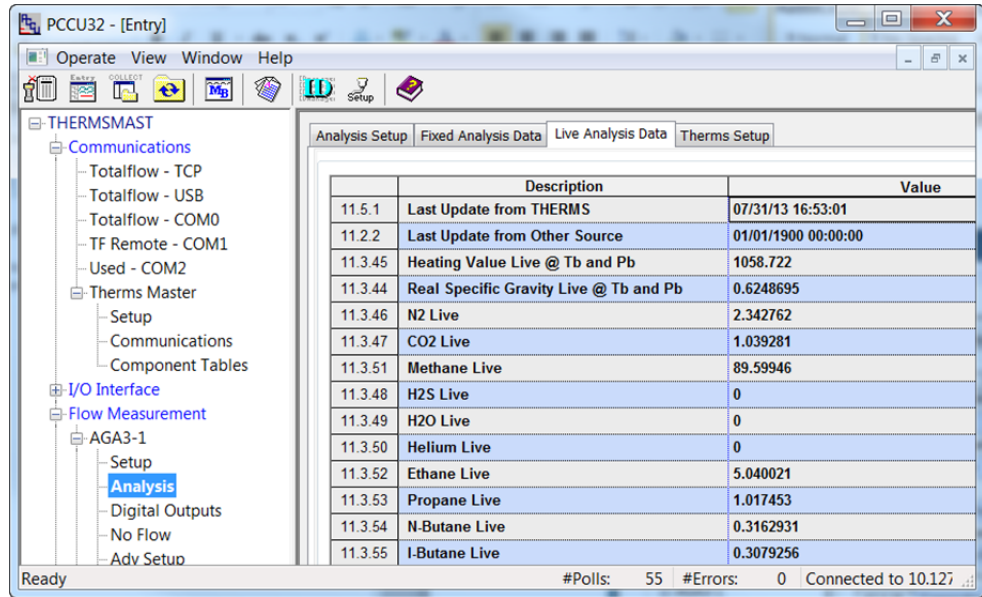 PCCU32 - [Entry]
Operate View Window Help
Entry COLLECT MB ID Setup
THERMSMAST
Communications
Totalflow - TCP
Totalflow - USB
Totalflow - COM0
TF Remote - COM1
Used - COM2
Therms Master
Setup
Communications
Component Tables
I/O Interface
Flow Measurement
AGA3-1
Setup
Analysis
Digital Outputs
No Flow
Adv Setup
Analysis Setup Fixed Analysis Data Live Analysis Data Therms Setup
Description Value
11.5.1 Last Update from THERMS 07/31/13 16:53:01
11.2.2 Last Update from Other Source 01/01/1900 00:00:00
11.3.45 Heating Value Live @ Tb and Pb 1058.722
11.3.44 Real Specific Gravity Live @ Tb and Pb 0.6248695
11.3.46 N2 Live 2.342762
11.3.47 CO2 Live 1.039281
11.3.51 Methane Live 89.59946
11.3.48 H2S Live 0
11.3.49 H2O Live 0
11.3.50 Helium Live 0
11.3.52 Ethane Live 5.040021
11.3.53 Propane Live 1.017453
11.3.54 N-Butane Live 0.3162931
11.3.55 I-Butane Live 0.3079256
Ready #Polls: 55 #Errors: 0 Connected to 10.127